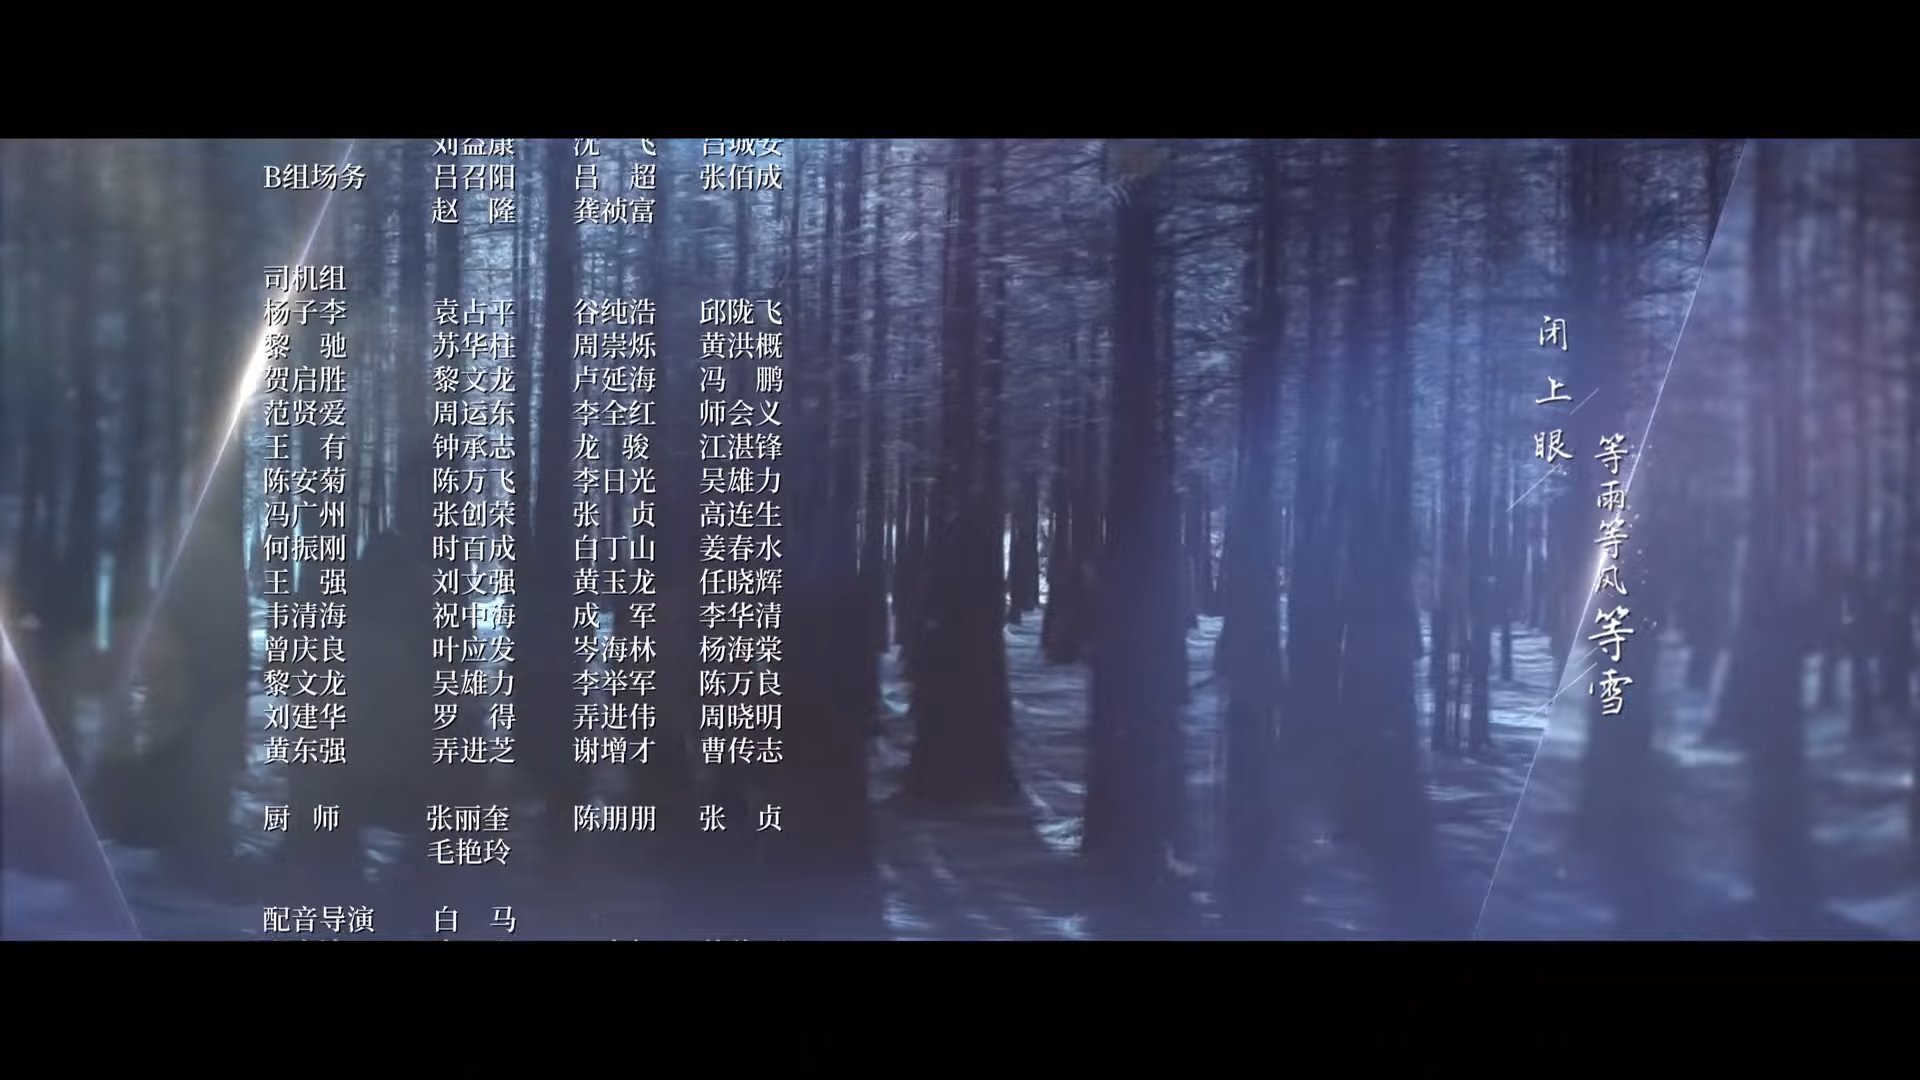 刘益康 沈 飞 吕城安
B组场务 吕召阳 吕 超 张佰成
赵 隆 龚祯富
司机组
杨子李 袁占平 谷纯浩 邱陇飞
黎 驰 苏华柱 周崇烁 黄洪概
贺启胜 黎文龙 卢延海 冯 鹏
范贤爱 周运东 李全红 师会义
王 有 钟承志 龙 骏 江湛锋
陈安菊 陈万飞 李日光 吴雄力
冯广州 张创荣 张 贞 高连生
何振刚 时百成 白丁山 姜春水
王 强 刘文强 黄玉龙 任晓辉
韦清海 祝中海 成 军 李华清
曾庆良 叶应发 岑海林 杨海棠
黎文龙 吴雄力 李举军 陈万良
刘建华 罗 得 弄进伟 周晓明
黄东强 弄进芝 谢增才 曹传志
厨 师 张丽奎 陈朋朋 张 贞
毛艳玲
配音导演 白 马
闭上眼
等雨等风等雪